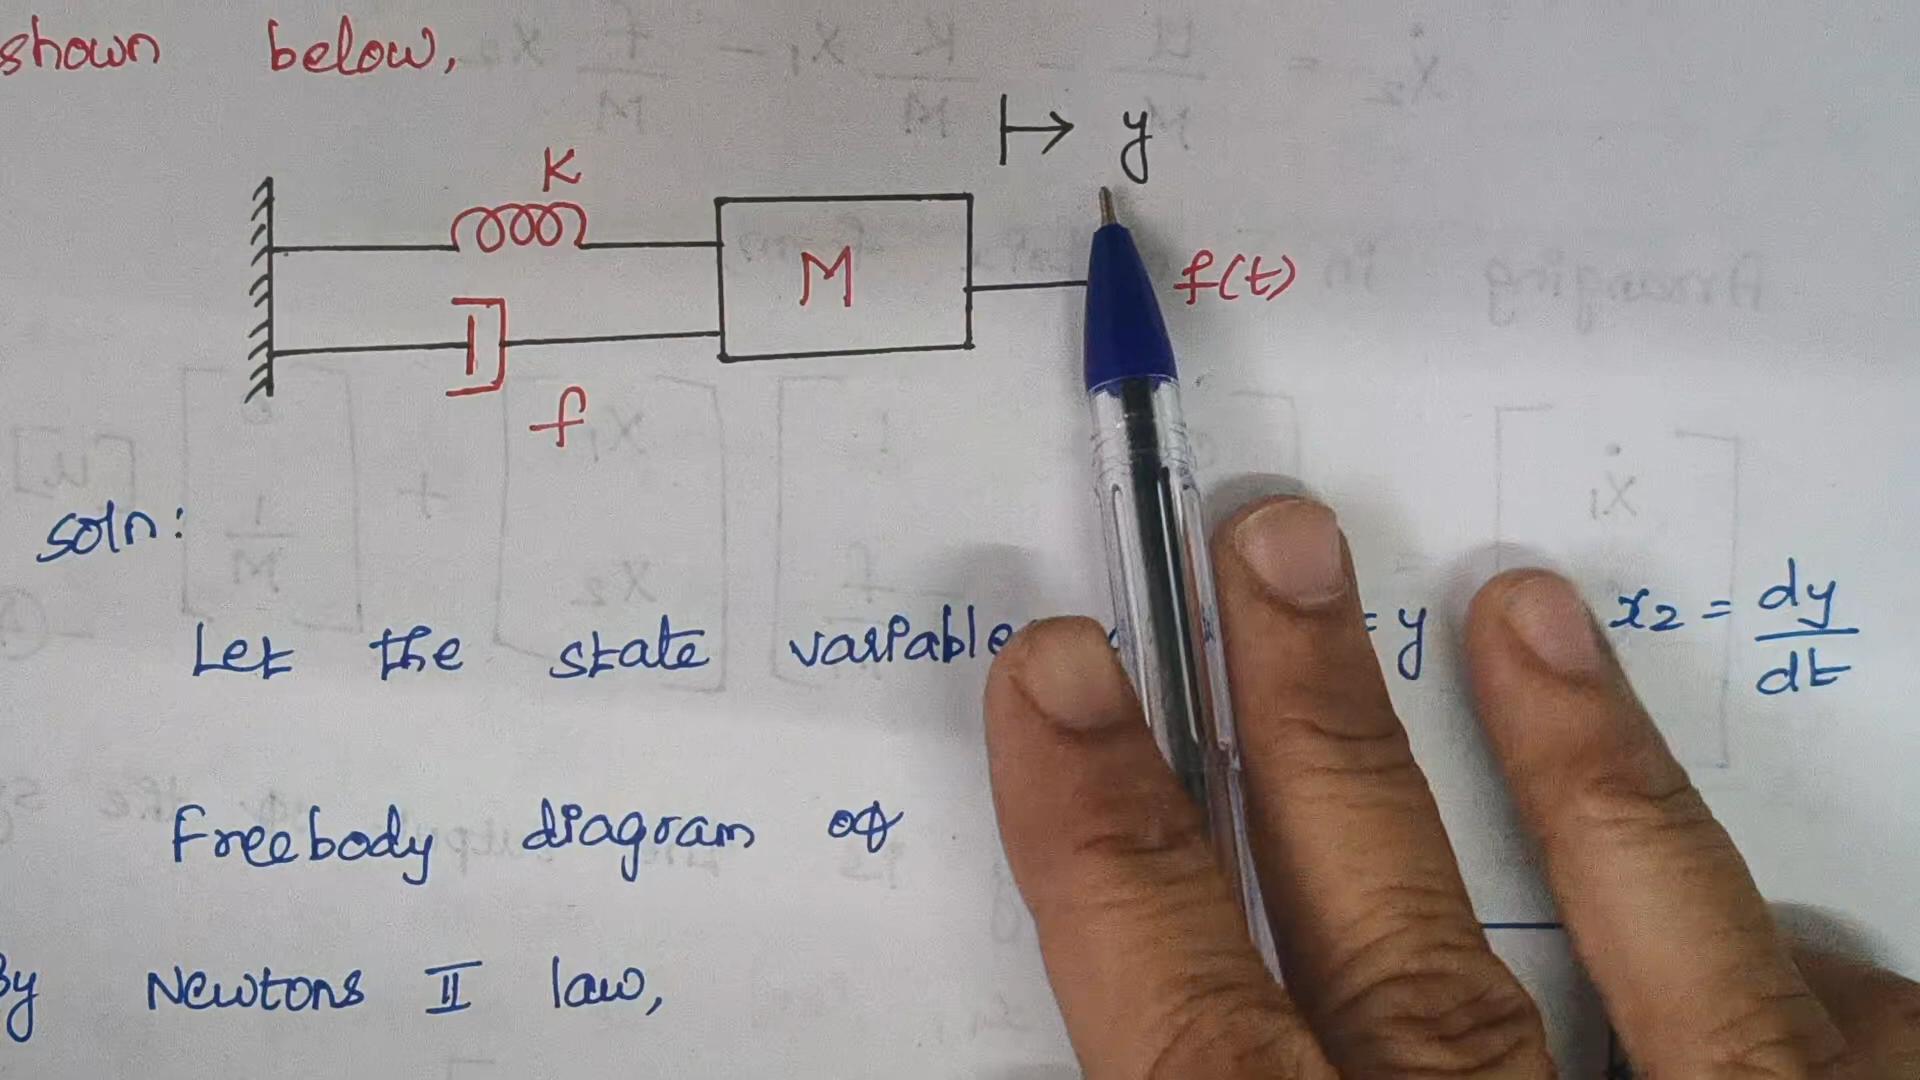 shown below,
K
y
M
f(t)
f
soln:
Let the state variable = y x2 = dy/dt
Freebody diagram of
By Newtons II law,